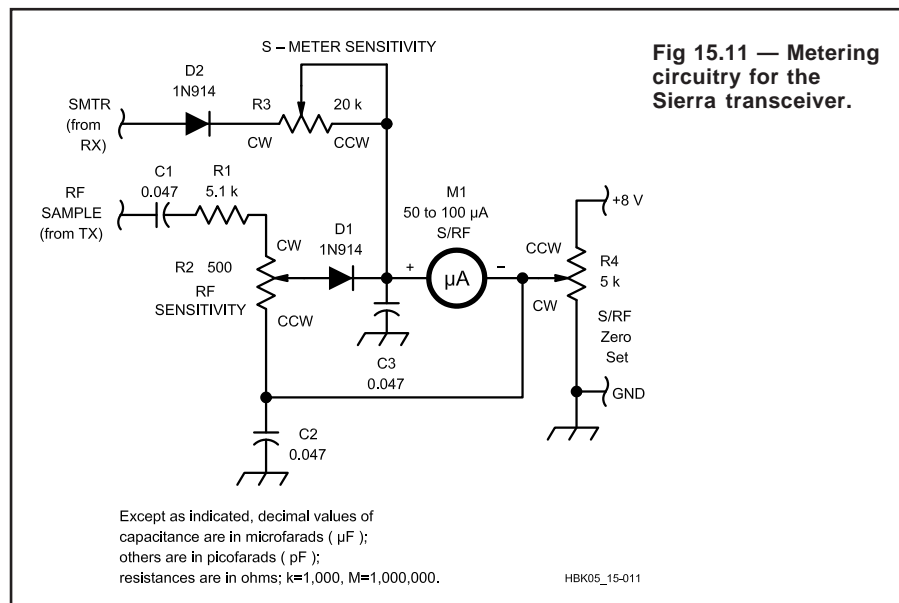 Fig 15.11 — Metering
circuitry for the
Sierra transceiver.
S – METER SENSITIVITY
D2
1N914
SMTR
(from
RX)
R3
20 k
CW
CCW
C1
0.047
R1
5.1 k
RF
SAMPLE
(from TX)
CW
R2 500
RF
SENSITIVITY
CCW
D1
1N914
M1
50 to 100 µA
S/RF
+
µA
–
+8 V
CCW
R4
5 k
CW
S/RF
Zero
Set
GND
C3
0.047
C2
0.047
Except as indicated, decimal values of
capacitance are in microfarads ( µF );
others are in picofarads ( pF );
resistances are in ohms; k=1,000, M=1,000,000.
HBK05_15-011